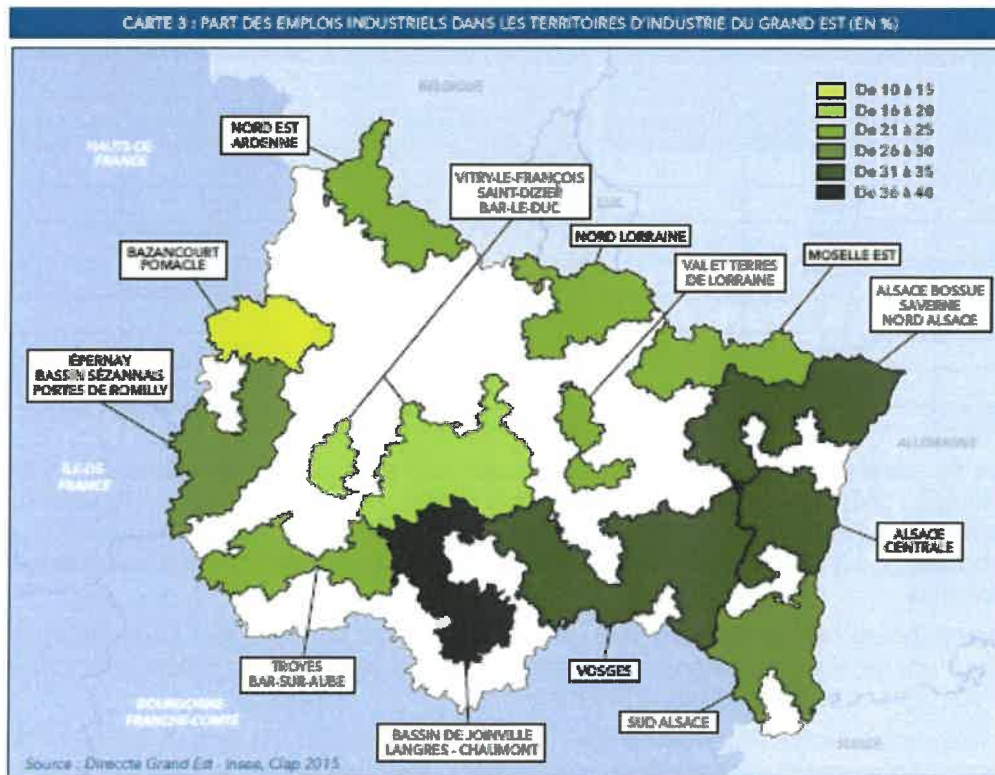 CARTE 3 : PART DES EMPLOIS INDUSTRIELS DANS LES TERRITOIRES D'INDUSTRIE DU GRAND EST (EN %)
BELGIQUE
De 10 à 15
De 16 à 20
De 21 à 25
De 26 à 30
De 31 à 35
De 36 à 40
HAUTS-DE-
FRANCE
NORD EST
ARDENNE
VITRY-LE-FRANÇOIS
SAINT-DIZIER
BAR-LE-DUC
NORD LORRAINE
VAL ET TERRES
DE LORRAINE
MOSELLE EST
BAZANCOURT
POMACLE
ALSACE BOSSUE
SAVERNE
NORD ALSACE
ÉPERNAY
BASSIN SÉZANNAIS
PORTES DE ROMILLY
ALLEMAGNE
ÎLE-DE-
FRANCE
ALSACE
CENTRALE
TROYES
BAR-SUR-AUBE
VOSGES
BOURGOGNE
FRANCHE-COMTÉ
BASSIN DE JOINVILLE
LANGRES - CHAUMONT
SUD ALSACE
SUISSE
Source : Direccte Grand Est - Insee, Clap 2015